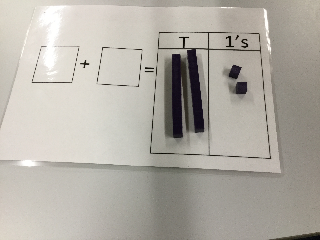 T 1's
+ =